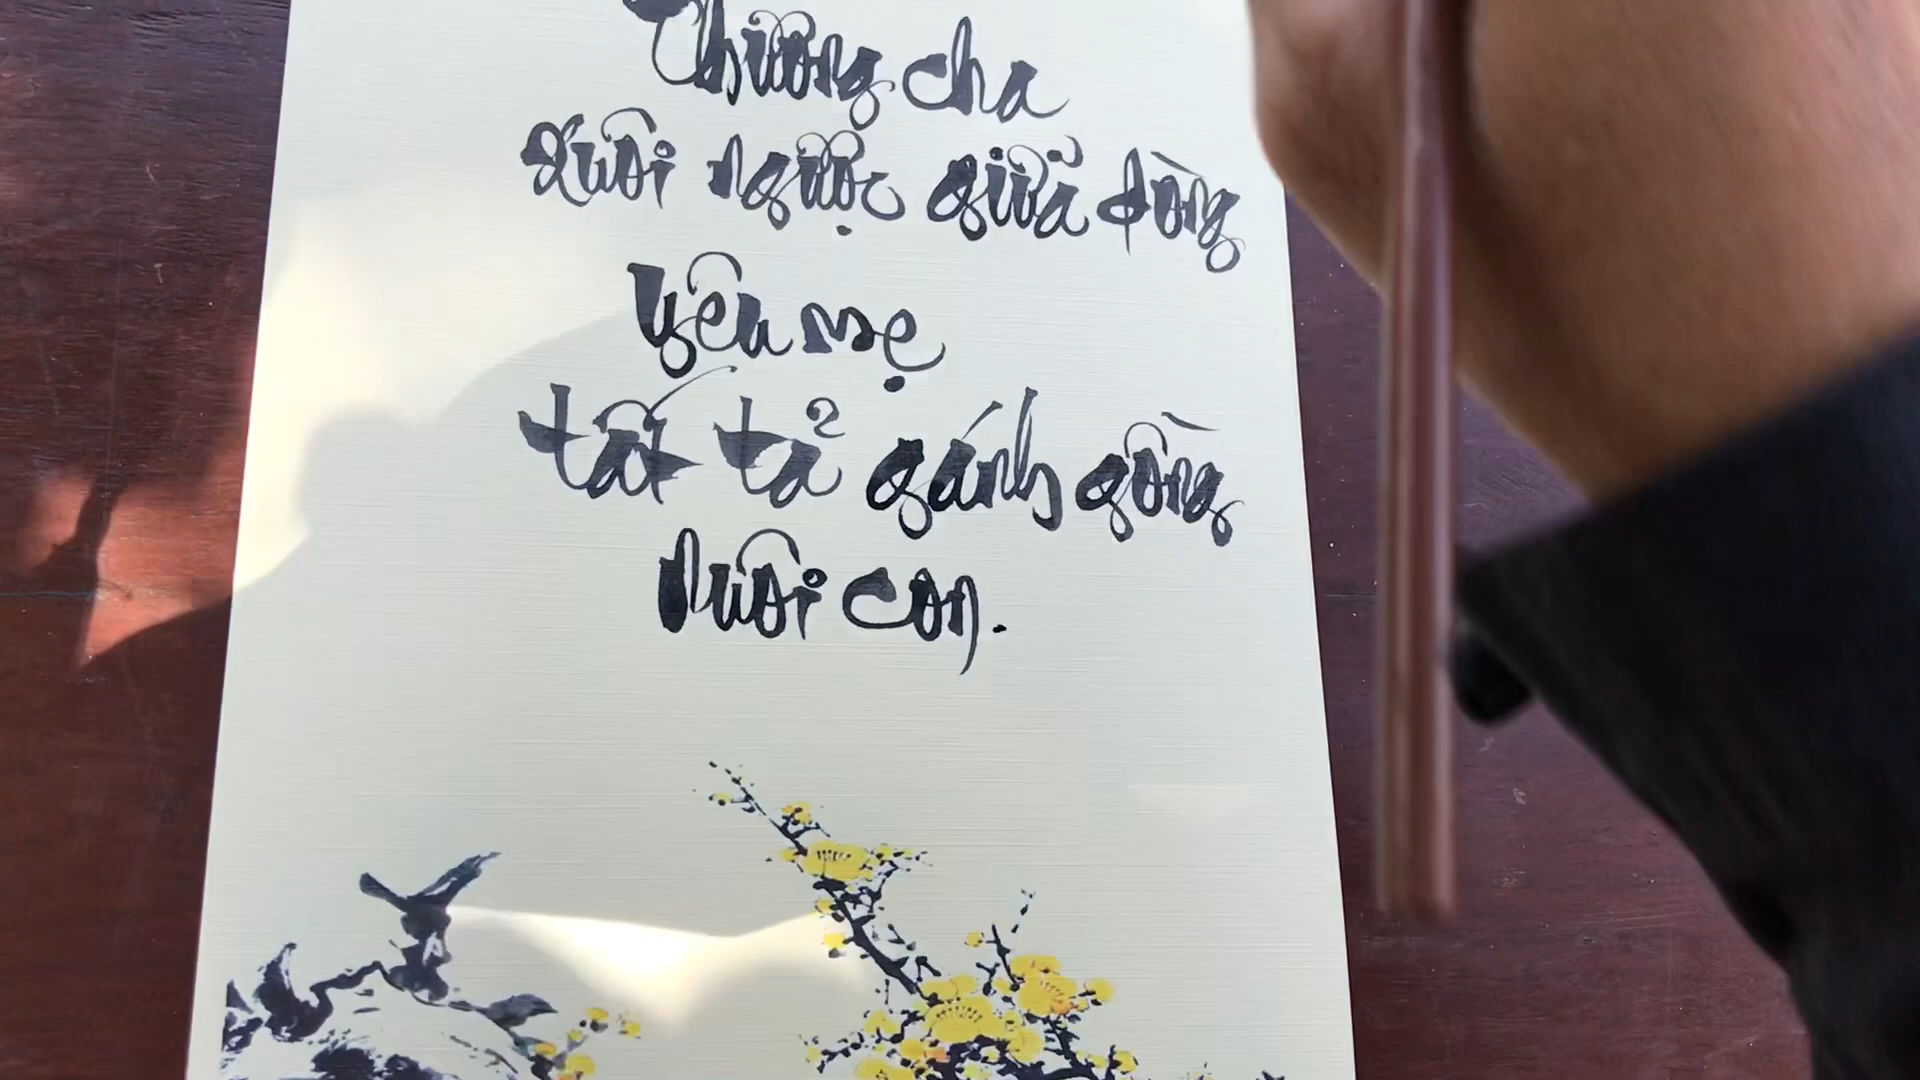 Thương cha
Xuôi ngược giữa dòng
Yêu mẹ
tất tả gánh gồng
Nuôi con.